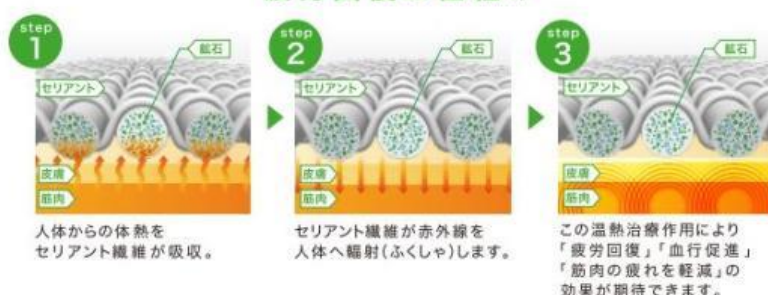 step
1
鉱石
セリアント
皮膚
筋肉
人体からの体熱を
セリアント繊維が吸収。
step
2
鉱石
セリアント
皮膚
筋肉
セリアント繊維が赤外線を
人体へ輻射(ふくしゃ)します。
step
3
鉱石
セリアント
皮膚
筋肉
この温熱治療作用により
「疲労回復」「血行促進」
「筋肉の疲れを軽減」の
効果が期待できます。